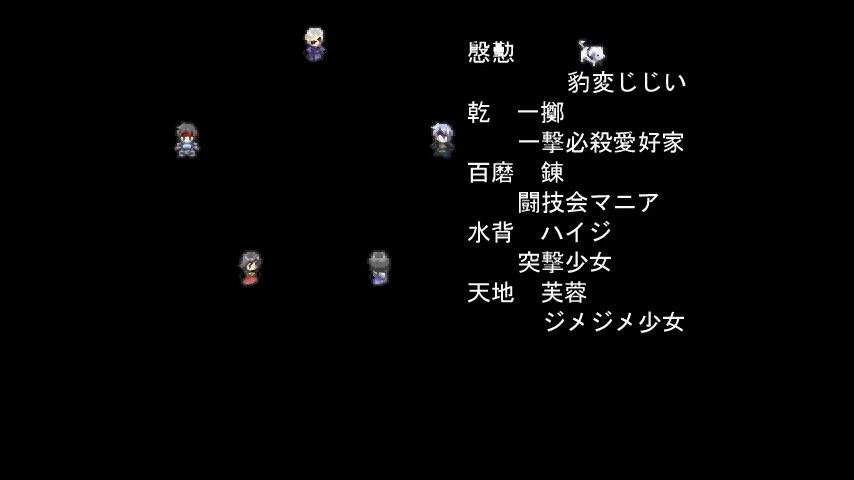 慇懃
豹変じじい
乾　一擲
一撃必殺愛好家
百磨　錬
闘技会マニア
水背　ハイジ
突撃少女
天地　芙蓉
ジメジメ少女